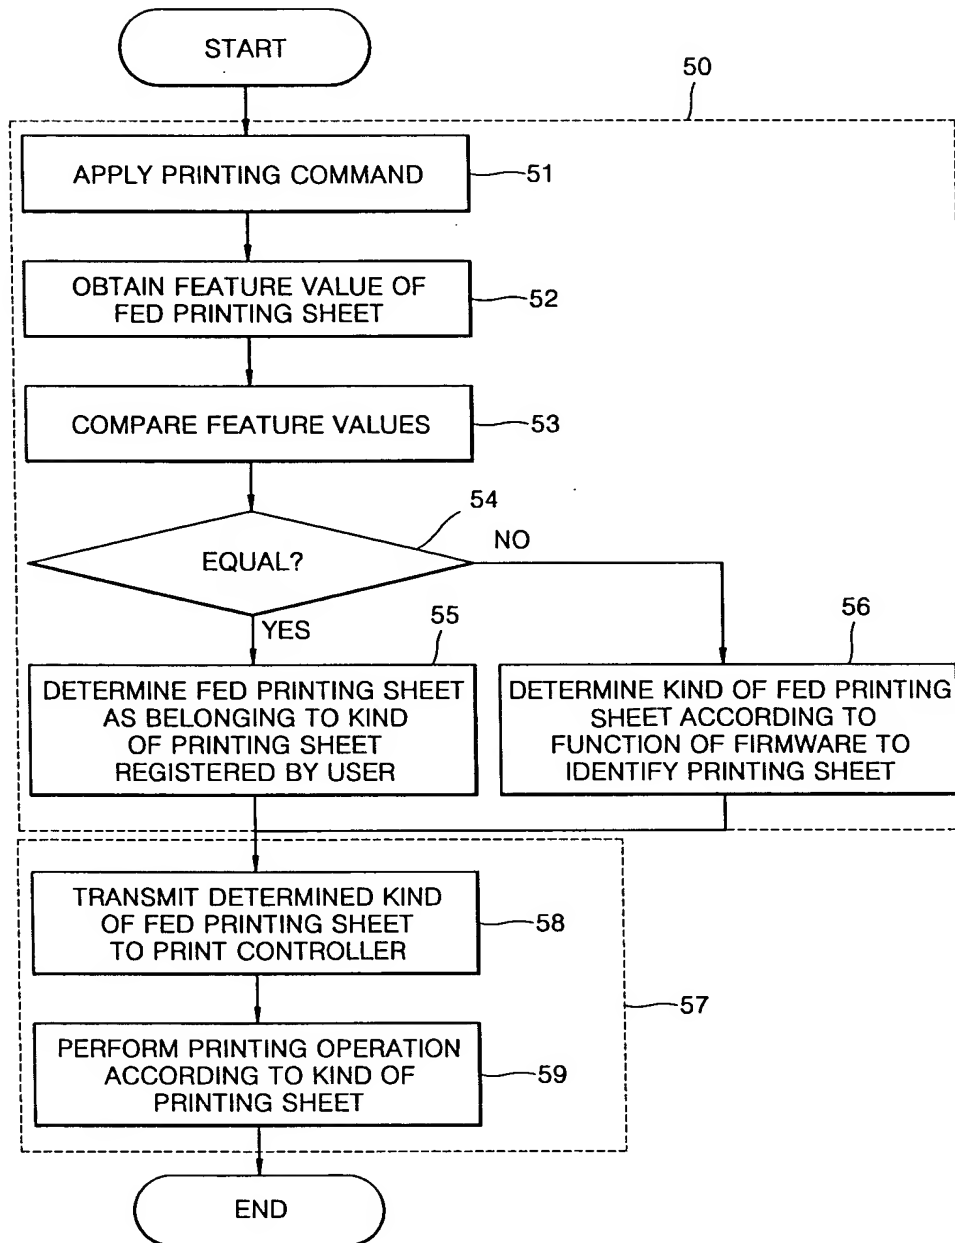 START
50
APPLY PRINTING COMMAND
51
OBTAIN FEATURE VALUE OF
FED PRINTING SHEET
52
COMPARE FEATURE VALUES
53
54
EQUAL?
NO
YES
55
56
DETERMINE FED PRINTING SHEET
AS BELONGING TO KIND
OF PRINTING SHEET
REGISTERED BY USER
DETERMINE KIND OF FED PRINTING
SHEET ACCORDING TO
FUNCTION OF FIRMWARE TO
IDENTIFY PRINTING SHEET
TRANSMIT DETERMINED KIND
OF FED PRINTING SHEET
TO PRINT CONTROLLER
58
57
PERFORM PRINTING OPERATION
ACCORDING TO KIND OF
PRINTING SHEET
59
END